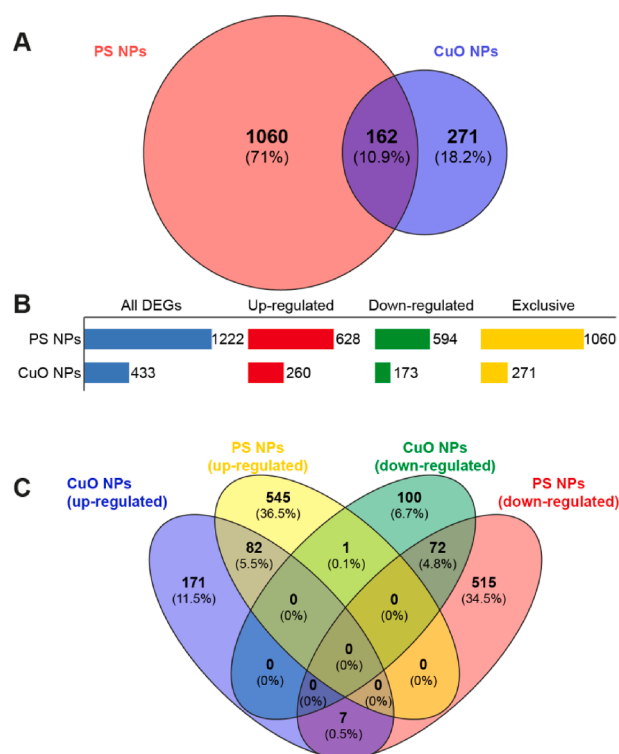 A
PS NPs
CuO NPs
1060
(71%)
162
(10.9%)
271
(18.2%)
B
All DEGs
Up-regulated
Down-regulated
Exclusive
PS NPs
1222
628
594
1060
CuO NPs
433
260
173
271
C
PS NPs
(up-regulated)
CuO NPs
(down-regulated)
CuO NPs
(up-regulated)
PS NPs
(down-regulated)
545
(36.5%)
100
(6.7%)
82
(5.5%)
1
(0.1%)
72
(4.8%)
171
(11.5%)
515
(34.5%)
0
(0%)
0
(0%)
0
(0%)
0
(0%)
0
(0%)
0
(0%)
0
(0%)
7
(0.5%)